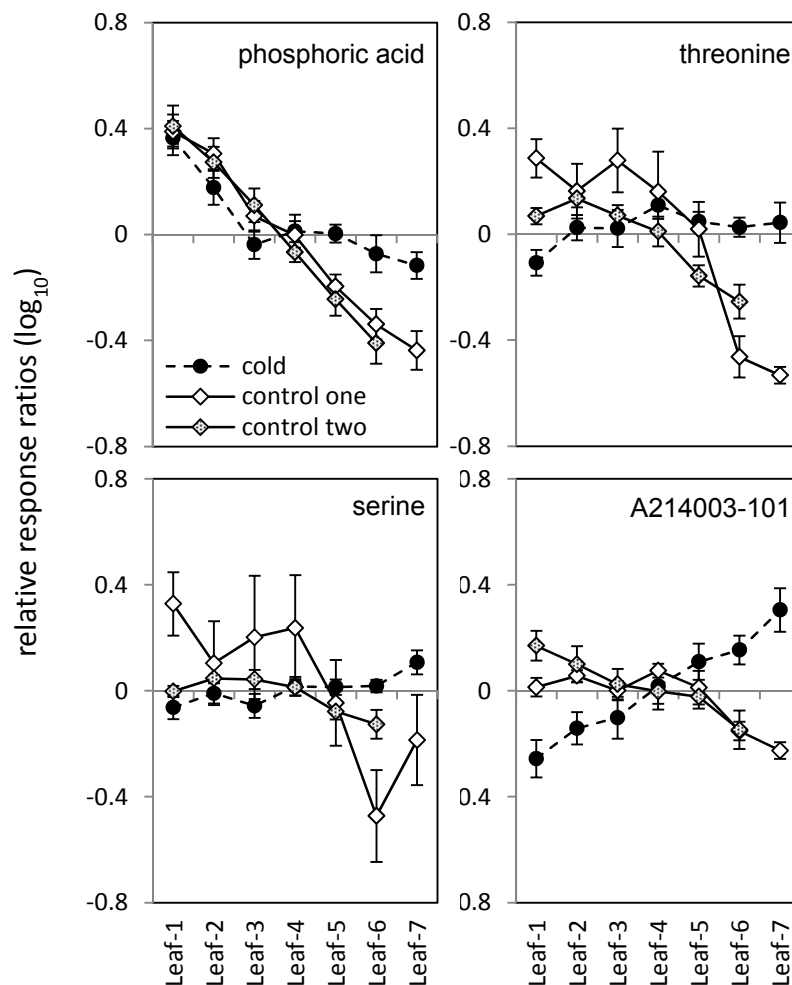 relative response ratios (log10)
0.8
0.4
0
-0.4
-0.8
phosphoric acid
cold
control one
control two
0.8
0.4
0
-0.4
-0.8
threonine
0.8
0.4
0
-0.4
-0.8
serine
0.8
0.4
0
-0.4
0.8
A214003-101
Leaf-1
Leaf-2
Leaf-3
Leaf-4
Leaf-5
Leaf-6
Leaf-7
Leaf-1
Leaf-2
Leaf-3
Leaf-4
Leaf-5
Leaf-6
Leaf-7